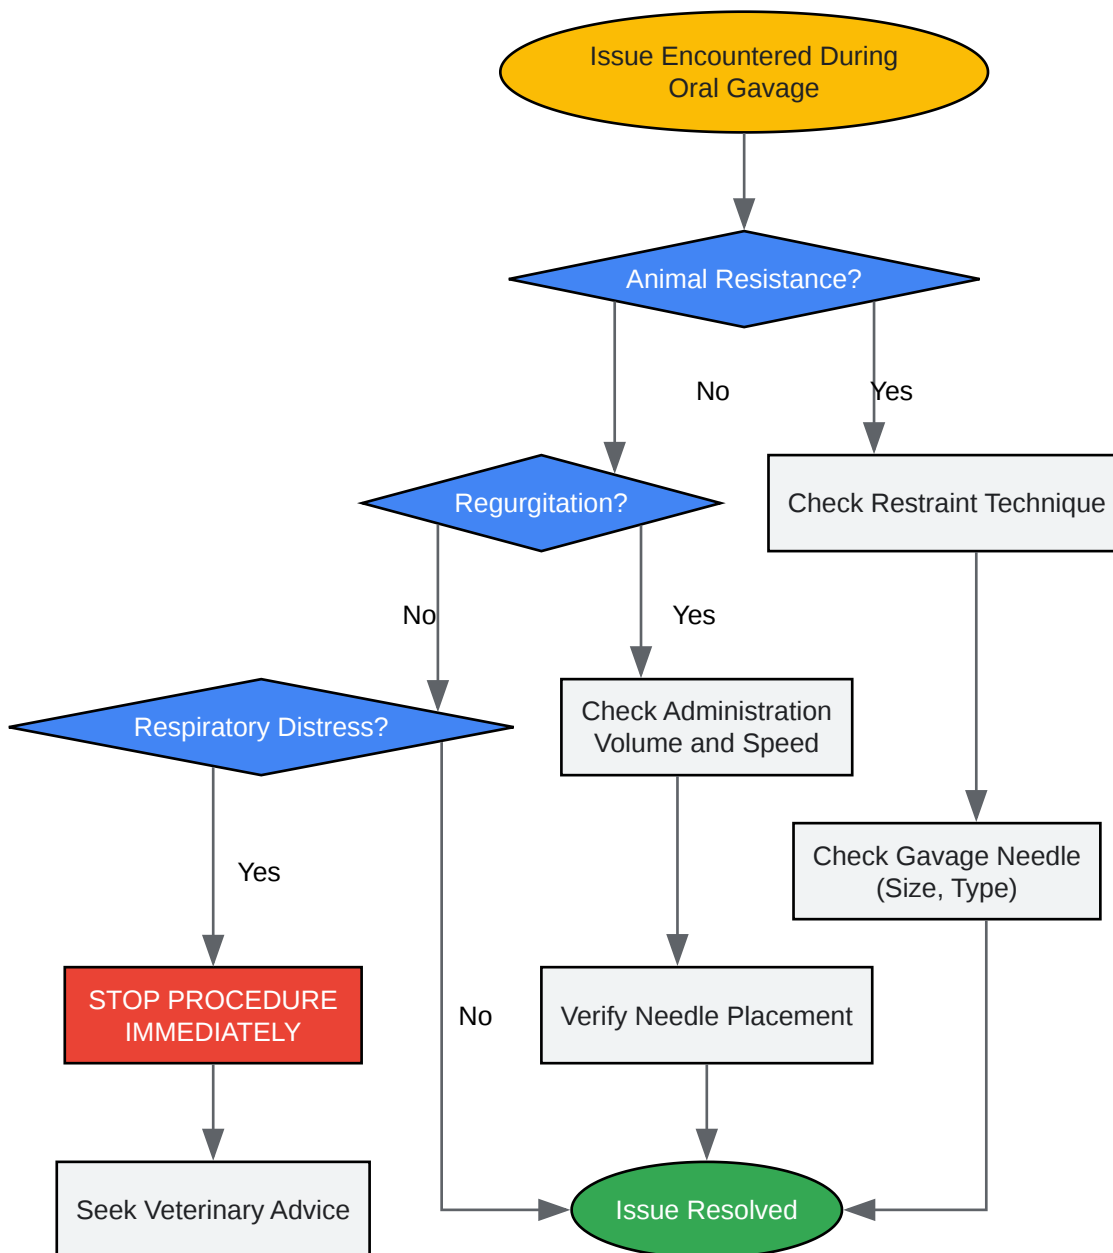 Issue Encountered During
Oral Gavage
Animal Resistance?
No
Yes
Regurgitation?
Check Restraint Technique
No
Yes
Respiratory Distress?
Check Administration
Volume and Speed
Check Gavage Needle
(Size, Type)
Yes
STOP PROCEDURE
IMMEDIATELY
No
Verify Needle Placement
Seek Veterinary Advice
Issue Resolved